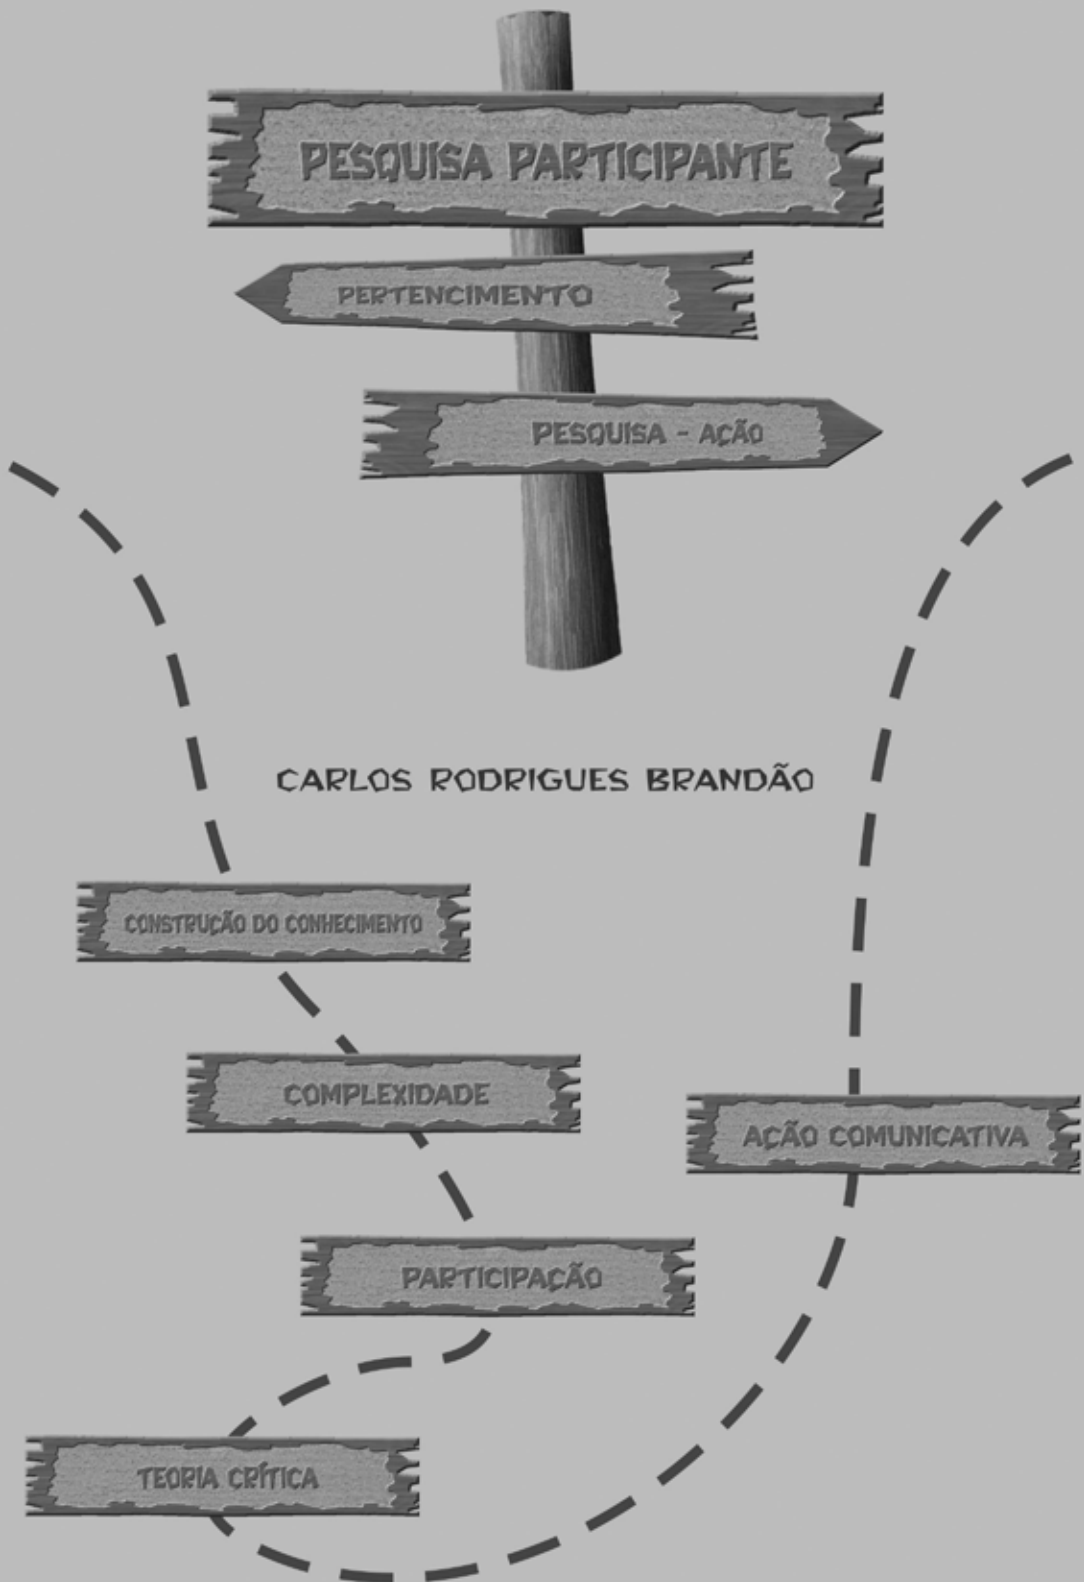 PESQUISA PARTICIPANTE
PERTENCIMENTO
PESQUISA - AÇÃO
CARLOS RODRIGUES BRANDÃO
CONSTRUÇÃO DO CONHECIMENTO
COMPLEXIDADE
AÇÃO COMUNICATIVA
PARTICIPAÇÃO
TEORIA CRÍTICA